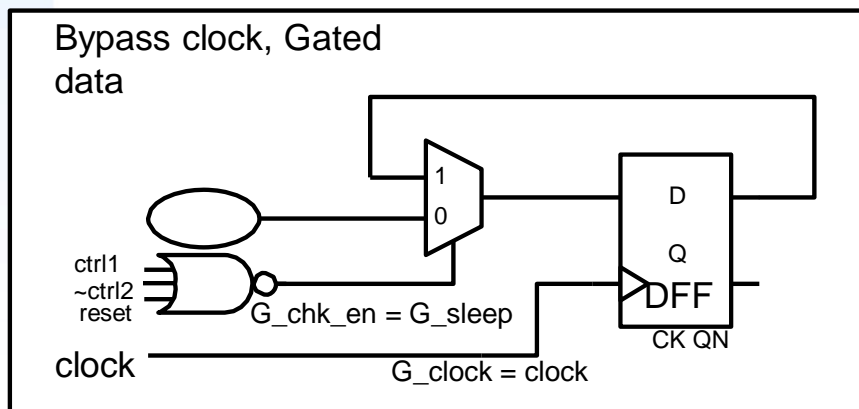 Bypass clock, Gated
data
1
D
0
Q
ctrl1
~ctrl2
reset
G_chk_en = G_sleep
DFF
CK QN
clock
G_clock = clock